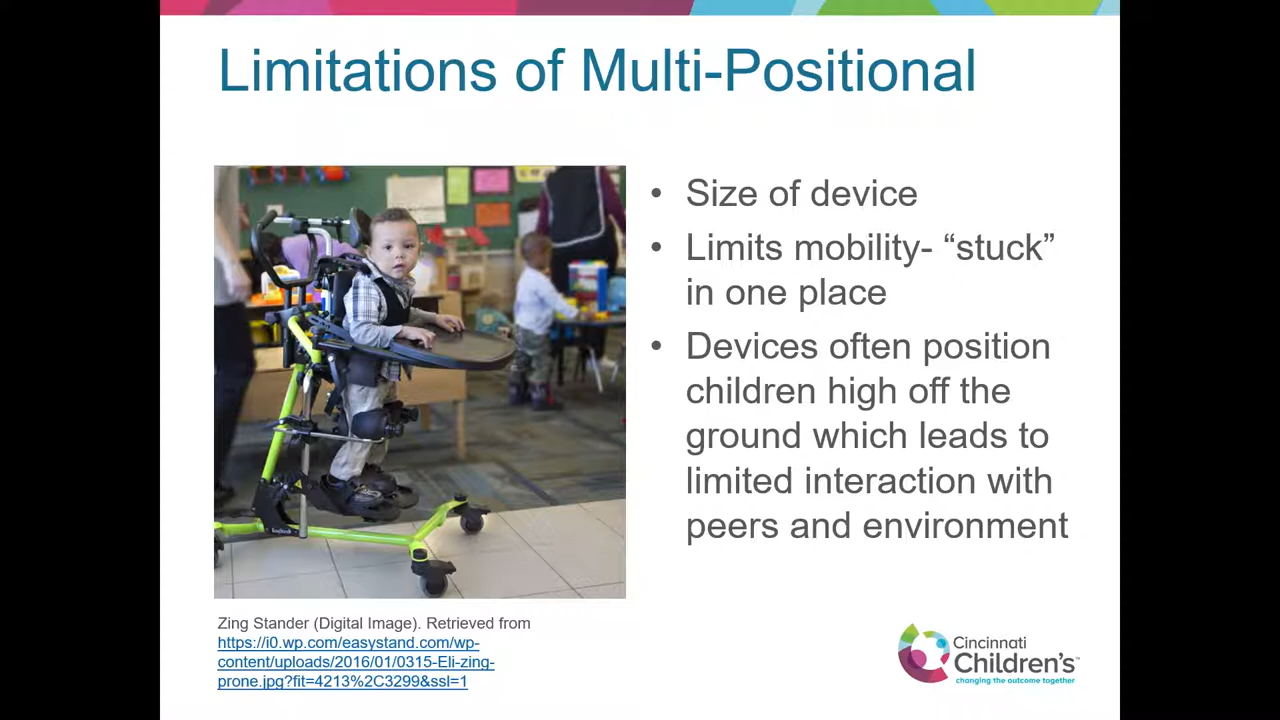 Limitations of Multi-Positional
• Size of device
• Limits mobility- “stuck”
in one place
• Devices often position
children high off the
ground which leads to
limited interaction with
peers and environment
Zing Stander (Digital Image). Retrieved from
https://i0.wp.com/easystand.com/wp-
content/uploads/2016/01/0315-Eli-zing-
prone.jpg?fit=4213%2C3299&ssl=1
Cincinnati
Children's™
changing the outcome together